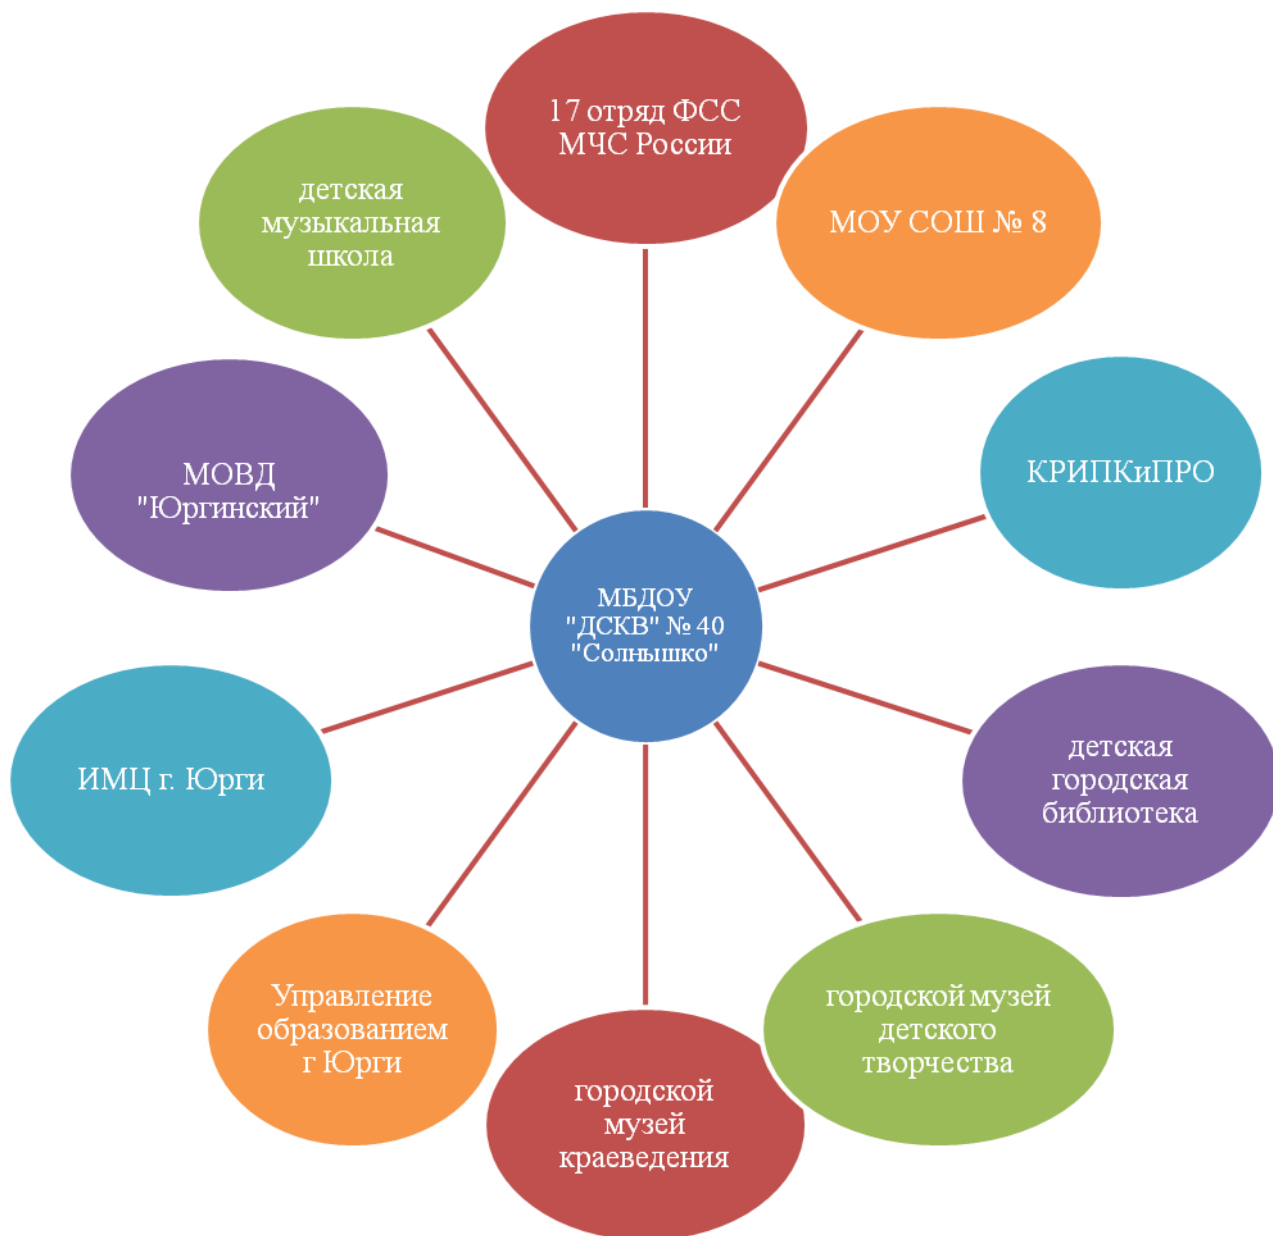 17 отряд ФСС
МЧС России
МОУ СОШ № 8
КРИПКиПРО
детская
городская
библиотека
городской музей
детского
творчества
городской
музей
краеведения
Управление
образованием
г Юрги
ИМЦ г. Юрги
МОВД
"Юргинский"
детская
музыкальная
школа
МБДОУ
"ДСКВ" № 40
"Солнышко"